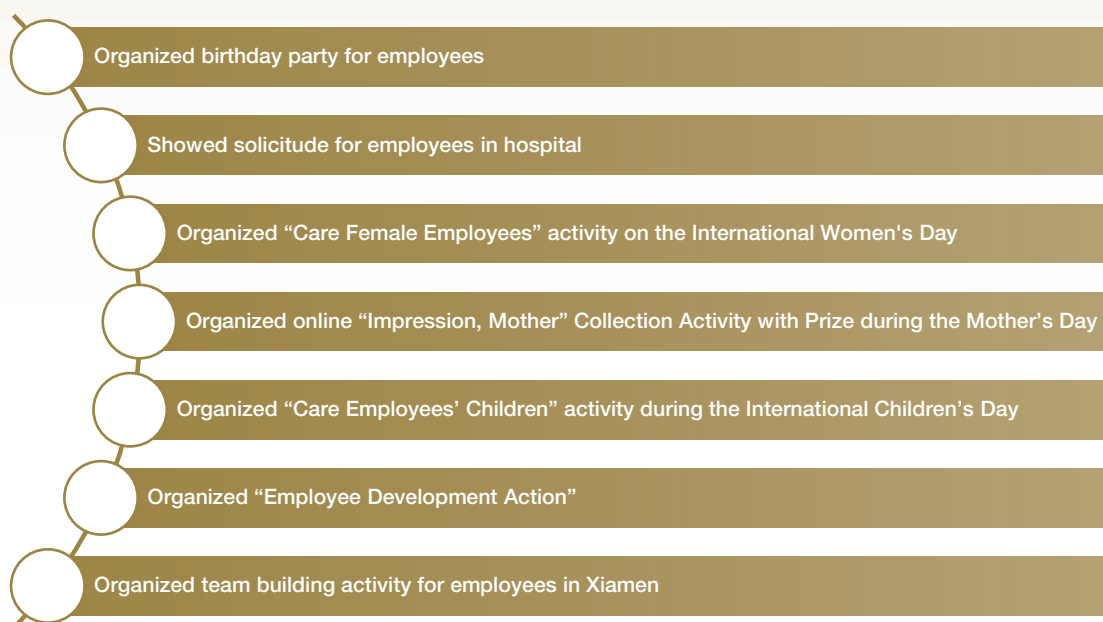 Organized birthday party for employees
Showed solicitude for employees in hospital
Organized “Care Female Employees” activity on the International Women's Day
Organized online “Impression, Mother” Collection Activity with Prize during the Mother’s Day
Organized “Care Employees’ Children” activity during the International Children’s Day
Organized “Employee Development Action”
Organized team building activity for employees in Xiamen